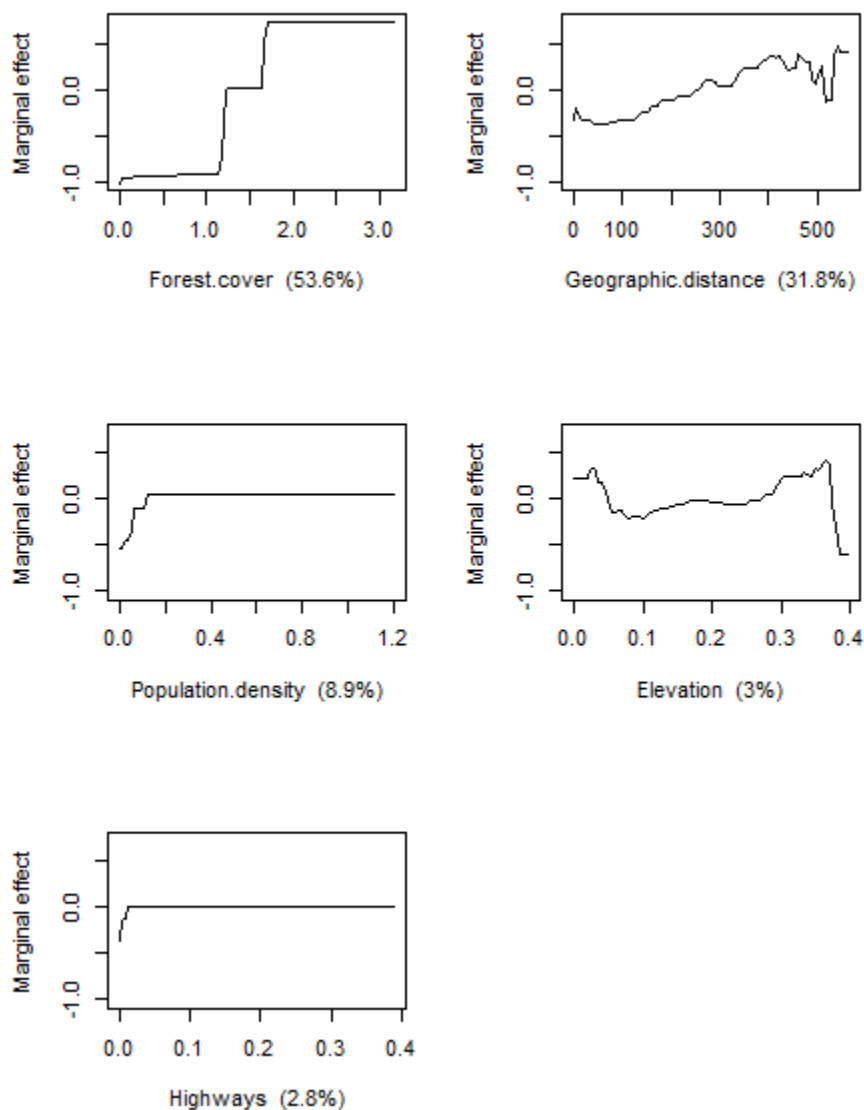 Marginal effect
0.0
-1.0
0.0 1.0 2.0 3.0
Forest.cover (53.6%)
Marginal effect
0.0
-1.0
0 100 300 500
Geographic.distance (31.8%)
Marginal effect
0.0
-1.0
0.0 0.4 0.8 1.2
Population.density (8.9%)
Marginal effect
0.0
-1.0
0.0 0.1 0.2 0.3 0.4
Elevation (3%)
Marginal effect
0.0
-1.0
0.0 0.1 0.2 0.3 0.4
Highways (2.8%)